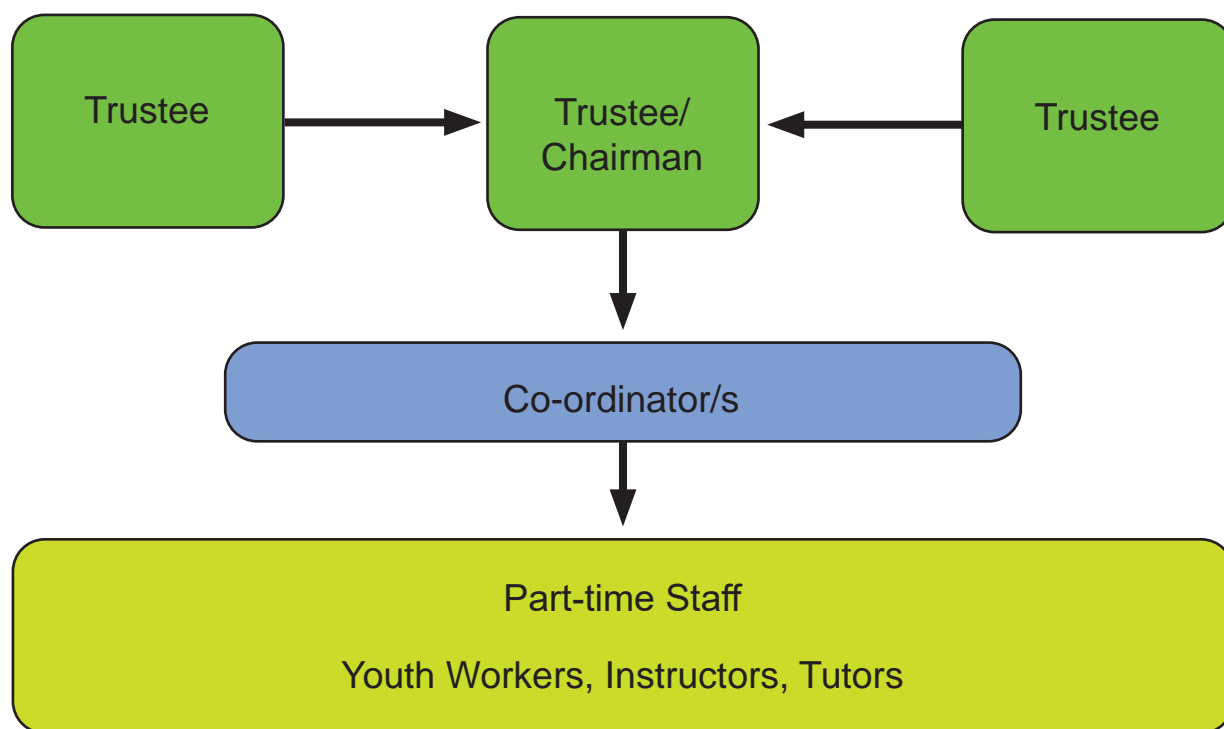 Trustee
Trustee/
Chairman
Trustee
Co-ordinator/s
Part-time Staff
Youth Workers, Instructors, Tutors